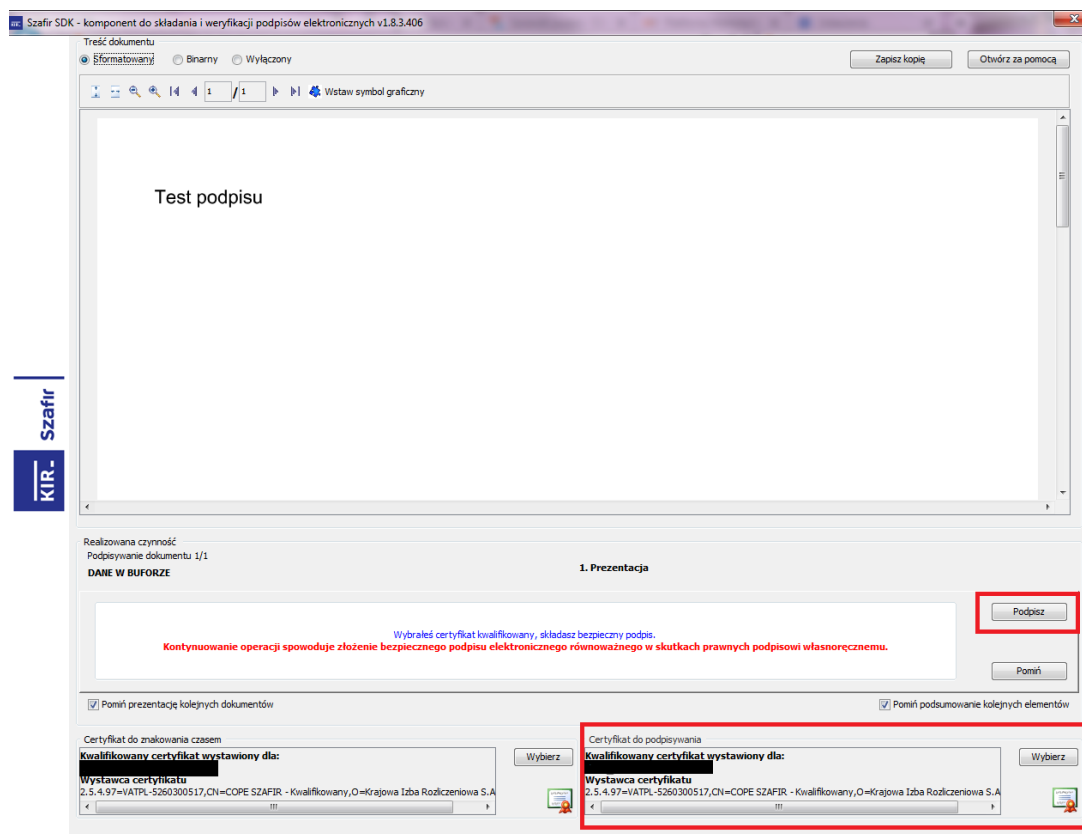 Szafir SDK - komponent do składania i weryfikacji podpisów elektronicznych v1.8.3.406
Treść dokumentu
Sformatowany Binarny Wyłączony
Zapisz kopię Otwórz za pomocą
1 / 1 Wstaw symbol graficzny
Test podpisu
KIR Szafir
Realizowana czynność
Podpisywanie dokumentu 1/1
DANE W BUFORZE
1. Prezentacja
Podpisz
Wybrałeś certyfikat kwalifikowany, składasz bezpieczny podpis.
Kontynuowanie operacji spowoduje złożenie bezpiecznego podpisu elektronicznego równoważnego w skutkach prawnych podpisowi własnoręcznemu.
Pomiń
Pomiń prezentację kolejnych dokumentów
Pomiń podsumowanie kolejnych elementów
Certyfikat do znakowania czasem
Kwalifikowany certyfikat wystawiony dla:
Wybierz
Wystawca certyfikatu
2.5.4.97=VATPL-5260300517,CN=COPE SZAFIR - Kwalifikowany,O=Krajowa Izba Rozliczeniowa S.A
Certyfikat do podpisywania
Kwalifikowany certyfikat wystawiony dla:
Wybierz
Wystawca certyfikatu
2.5.4.97=VATPL-5260300517,CN=COPE SZAFIR - Kwalifikowany,O=Krajowa Izba Rozliczeniowa S.A